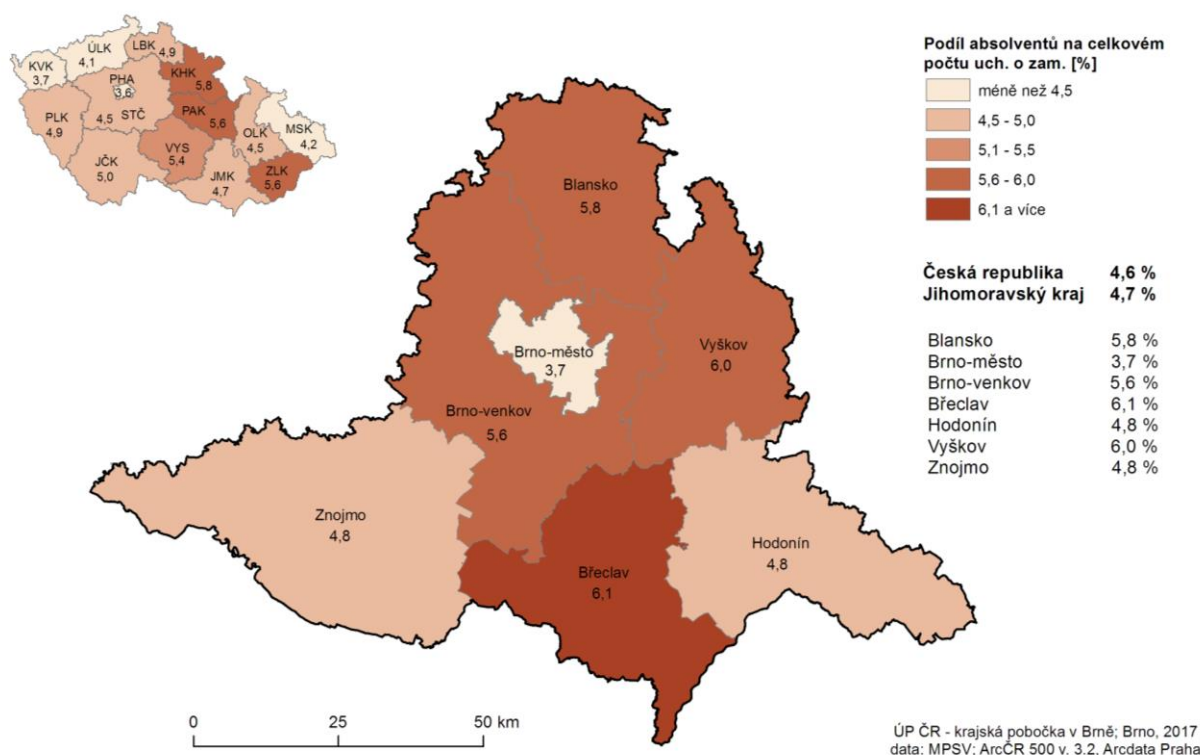 ÚLK
4,1
LBK
4,9
KVK
3,7
KHK
5,8
PHA
3,6
PLK
4,9
4,5 STČ
PAK
5,6
OLK
4,5
MSK
4,2
VYS
5,4
JČK
5,0
JMK
4,7
ZLK
5,6
Podíl absolventů na celkovém
počtu uch. o zam. [%]
méně než 4,5
4,5 - 5,0
5,1 - 5,5
5,6 - 6,0
6,1 a více
Česká republika 4,6 %
Jihomoravský kraj 4,7 %
Blansko 5,8 %
Brno-město 3,7 %
Brno-venkov 5,6 %
Břeclav 6,1 %
Hodonín 4,8 %
Vyškov 6,0 %
Znojmo 4,8 %
Blansko
5,8
Brno-město
3,7
Vyškov
6,0
Brno-venkov
5,6
Znojmo
4,8
Hodonín
4,8
Břeclav
6,1
0 25 50 km
ÚP ČR - krajská pobočka v Brně; Brno, 2017
data: MPSV; ArcČR 500 v. 3.2, Arcdata Praha